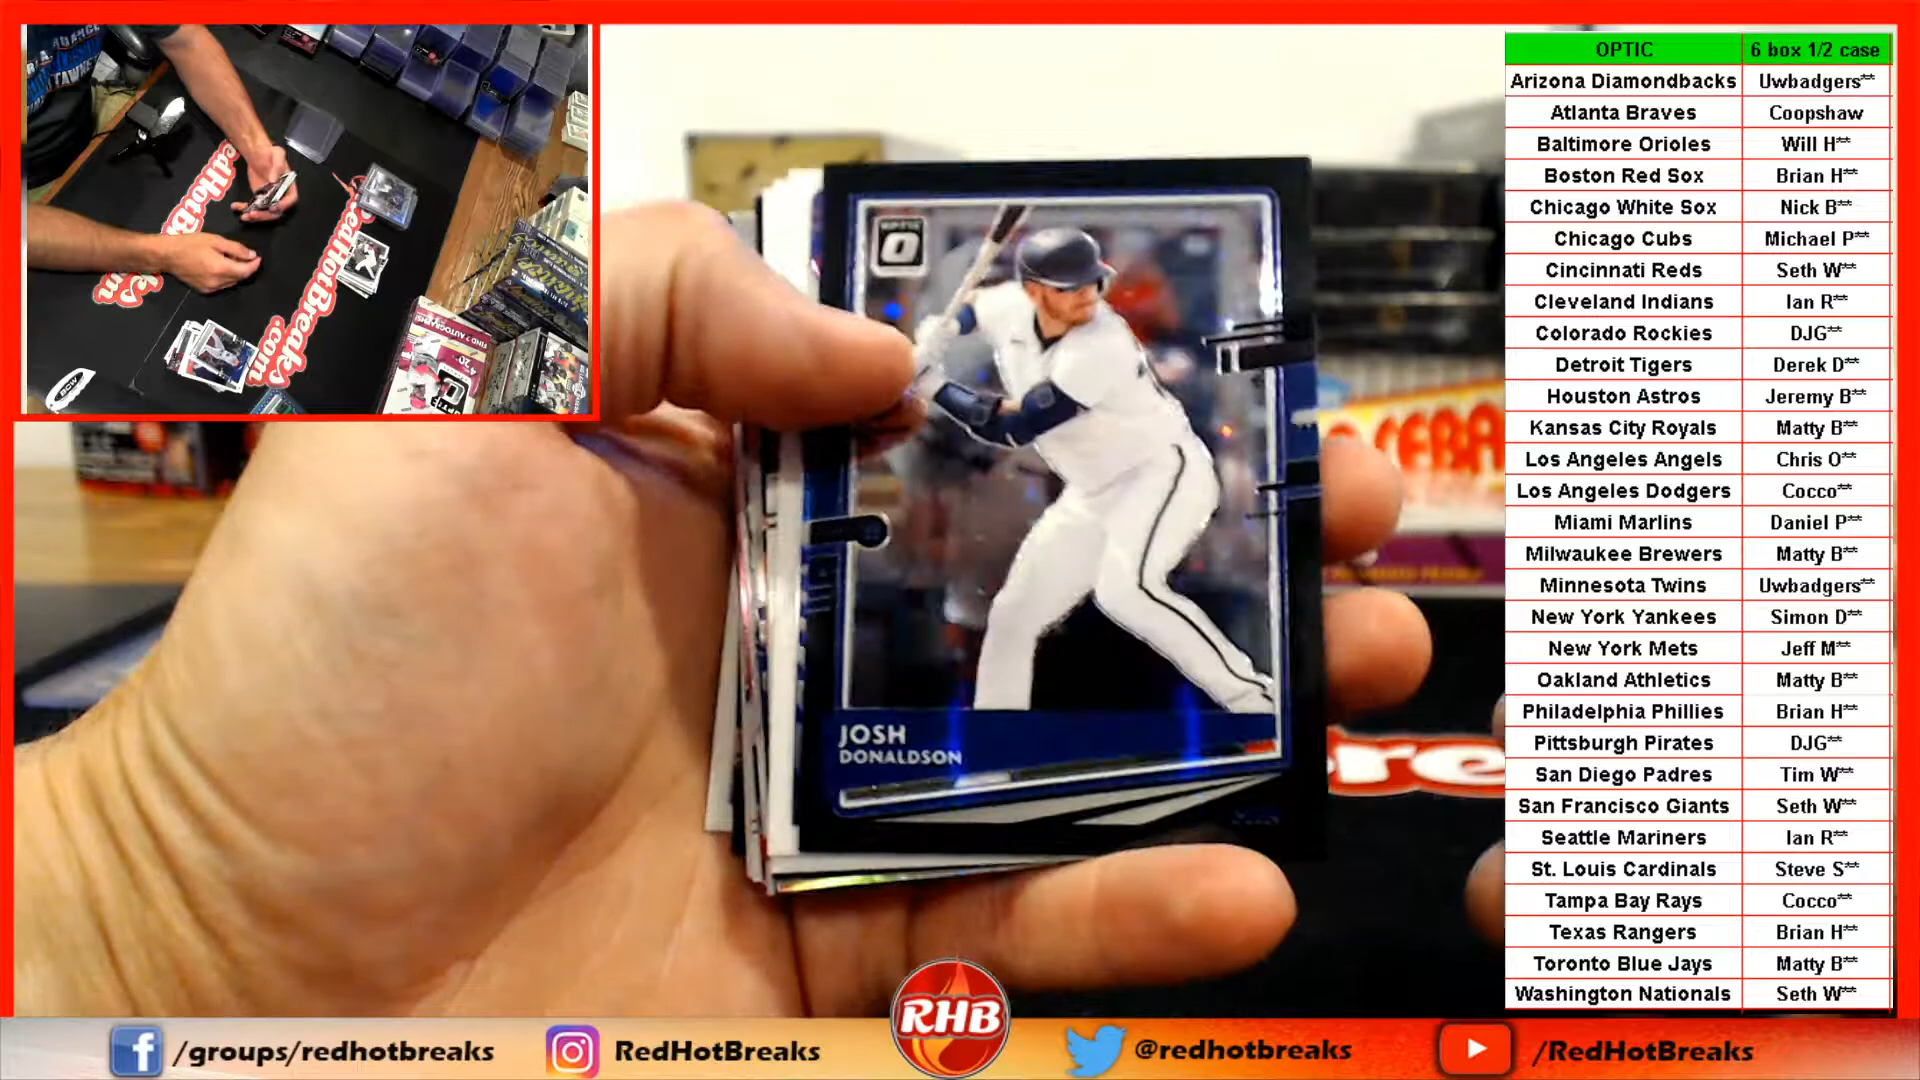 RedHotBreaks
.com
BCW
OPTIC
JOSH
DONALDSON
OPTIC 6 box 1/2 case
Arizona Diamondbacks Uwbadgers**
Atlanta Braves Coopshaw
Baltimore Orioles Will H**
Boston Red Sox Brian H**
Chicago White Sox Nick B**
Chicago Cubs Michael P**
Cincinnati Reds Seth W**
Cleveland Indians Ian R**
Colorado Rockies DJG**
Detroit Tigers Derek D**
Houston Astros Jeremy B**
Kansas City Royals Matty B**
Los Angeles Angels Chris O**
Los Angeles Dodgers Cocco**
Miami Marlins Daniel P**
Milwaukee Brewers Matty B**
Minnesota Twins Uwbadgers**
New York Yankees Simon D**
New York Mets Jeff M**
Oakland Athletics Matty B**
Philadelphia Phillies Brian H**
Pittsburgh Pirates DJG**
San Diego Padres Tim W**
San Francisco Giants Seth W**
Seattle Mariners Ian R**
St. Louis Cardinals Steve S**
Tampa Bay Rays Cocco**
Texas Rangers Brian H**
Toronto Blue Jays Matty B**
Washington Nationals Seth W**
/groups/redhotbreaks
RedHotBreaks
RHB
@redhotbreaks
/RedHotBreaks